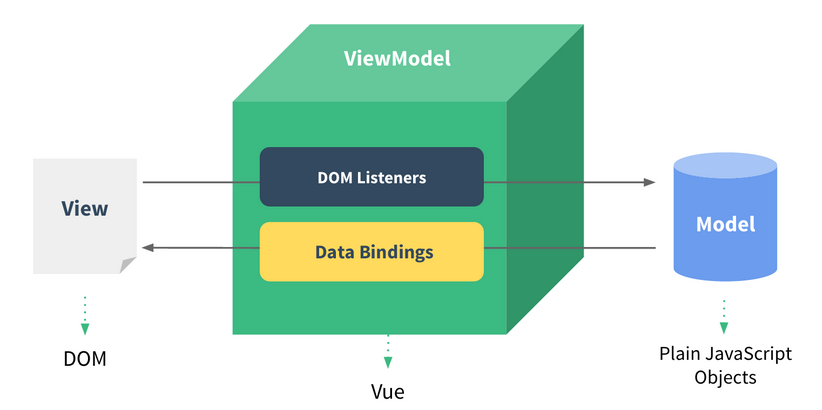 ViewModel
DOM Listeners
View
Model
Data Bindings
DOM
Vue
Plain JavaScript
Objects